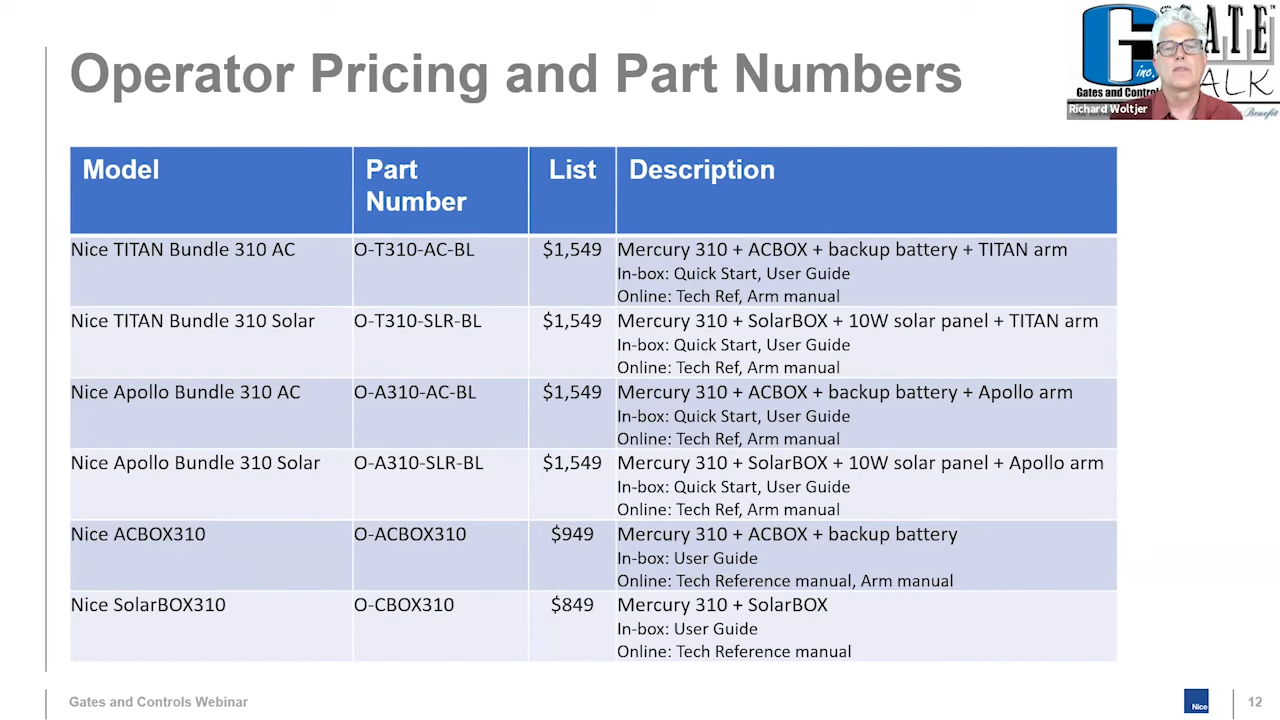 Operator Pricing and Part Numbers
GATE
TALK
inc.
Gates and Controls
Richard Woltjer
Benefit
Model Part Number List Description
Nice TITAN Bundle 310 AC O-T310-AC-BL $1,549 Mercury 310 + ACBOX + backup battery + TITAN arm
In-box: Quick Start, User Guide
Online: Tech Ref, Arm manual
Nice TITAN Bundle 310 Solar O-T310-SLR-BL $1,549 Mercury 310 + SolarBOX + 10W solar panel + TITAN arm
In-box: Quick Start, User Guide
Online: Tech Ref, Arm manual
Nice Apollo Bundle 310 AC O-A310-AC-BL $1,549 Mercury 310 + ACBOX + backup battery + Apollo arm
In-box: Quick Start, User Guide
Online: Tech Ref, Arm manual
Nice Apollo Bundle 310 Solar O-A310-SLR-BL $1,549 Mercury 310 + SolarBOX + 10W solar panel + Apollo arm
In-box: Quick Start, User Guide
Online: Tech Ref, Arm manual
Nice ACBOX310 O-ACBOX310 $949 Mercury 310 + ACBOX + backup battery
In-box: User Guide
Online: Tech Reference manual, Arm manual
Nice SolarBOX310 O-CBOX310 $849 Mercury 310 + SolarBOX
In-box: User Guide
Online: Tech Reference manual
Gates and Controls Webinar
Nice
12